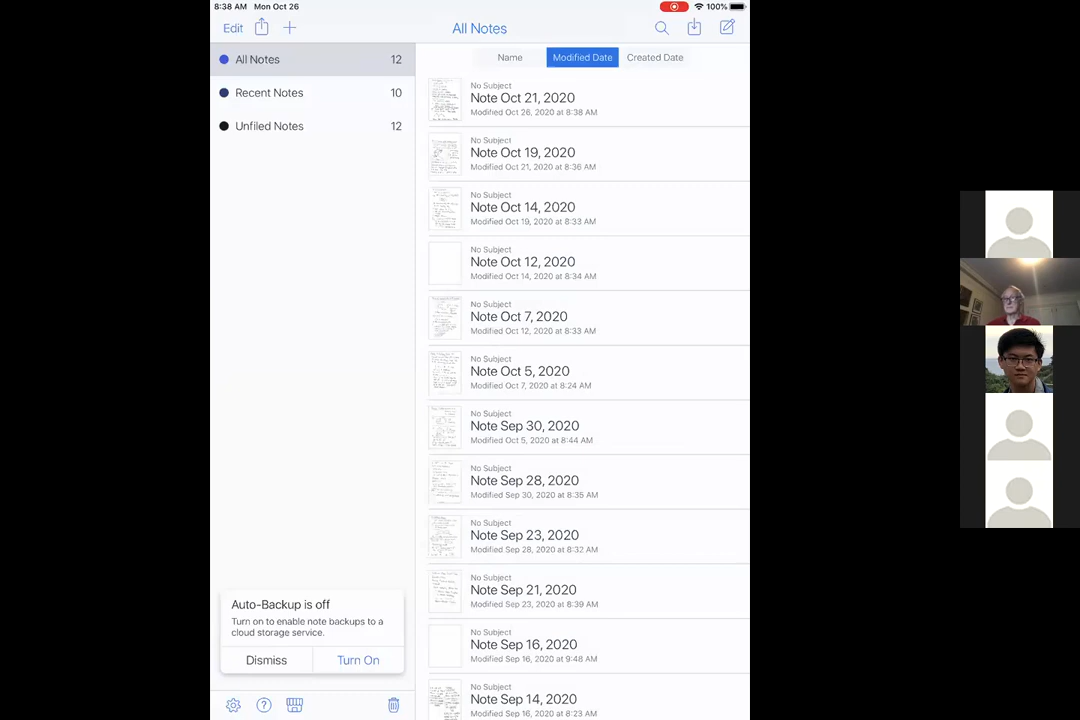 8:38 AM Mon Oct 26
100%
Edit
All Notes
All Notes 12
Recent Notes 10
Unfiled Notes 12
Name Modified Date Created Date
No Subject
Note Oct 21, 2020
Modified Oct 26, 2020 at 8:38 AM
No Subject
Note Oct 19, 2020
Modified Oct 21, 2020 at 8:36 AM
No Subject
Note Oct 14, 2020
Modified Oct 19, 2020 at 8:33 AM
No Subject
Note Oct 12, 2020
Modified Oct 14, 2020 at 8:34 AM
No Subject
Note Oct 7, 2020
Modified Oct 12, 2020 at 8:33 AM
No Subject
Note Oct 5, 2020
Modified Oct 7, 2020 at 8:24 AM
No Subject
Note Sep 30, 2020
Modified Oct 5, 2020 at 8:44 AM
No Subject
Note Sep 28, 2020
Modified Sep 30, 2020 at 8:35 AM
No Subject
Note Sep 23, 2020
Modified Sep 28, 2020 at 8:32 AM
No Subject
Note Sep 21, 2020
Modified Sep 23, 2020 at 8:39 AM
No Subject
Note Sep 16, 2020
Modified Sep 16, 2020 at 9:48 AM
No Subject
Note Sep 14, 2020
Modified Sep 16, 2020 at 8:23 AM
Auto-Backup is off
Turn on to enable note backups to a
cloud storage service.
Dismiss Turn On